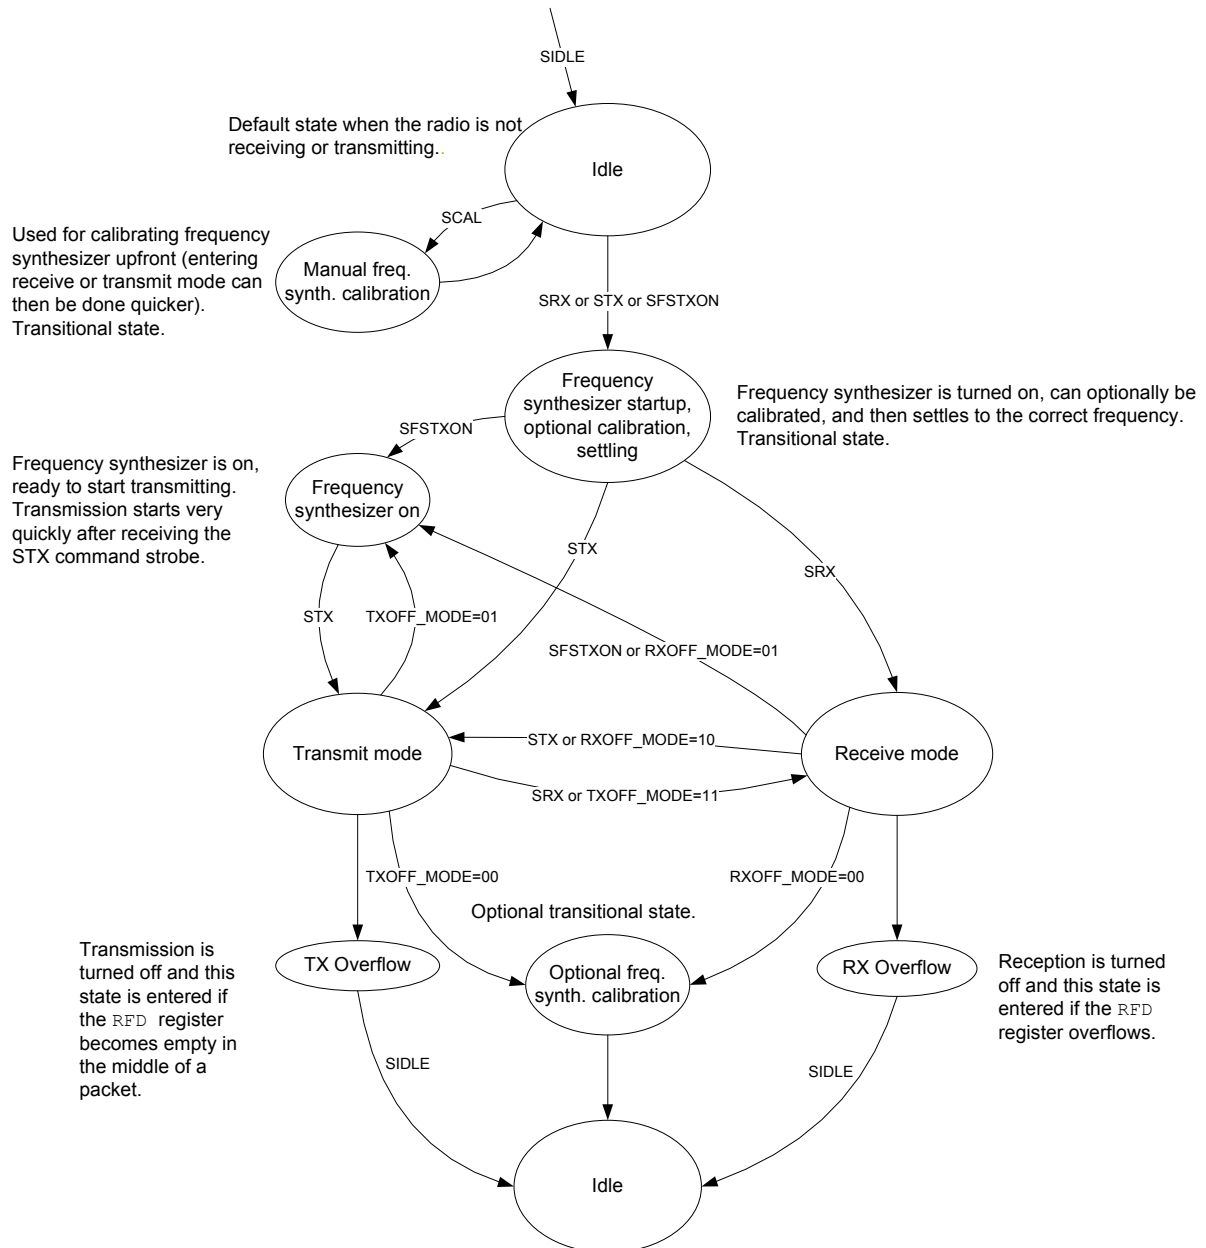 SIDLE
Default state when the radio is not
receiving or transmitting..
Idle
SCAL
Used for calibrating frequency
synthesizer upfront (entering
receive or transmit mode can
then be done quicker).
Transitional state.
Manual freq.
synth. calibration
SRX or STX or SFSTXON
Frequency
synthesizer startup,
optional calibration,
settling
Frequency synthesizer is turned on, can optionally be
calibrated, and then settles to the correct frequency.
Transitional state.
SFSTXON
Frequency synthesizer is on,
ready to start transmitting.
Transmission starts very
quickly after receiving the
STX command strobe.
Frequency
synthesizer on
STX
SRX
STX
TXOFF_MODE=01
SFSTXON or RXOFF_MODE=01
Transmit mode
STX or RXOFF_MODE=10
Receive mode
SRX or TXOFF_MODE=11
TXOFF_MODE=00
RXOFF_MODE=00
Optional transitional state.
Transmission is
turned off and this
state is entered if
the RFD register
becomes empty in
the middle of a
packet.
TX Overflow
Optional freq.
synth. calibration
RX Overflow
Reception is turned
off and this state is
entered if the RFD
register overflows.
SIDLE
SIDLE
Idle